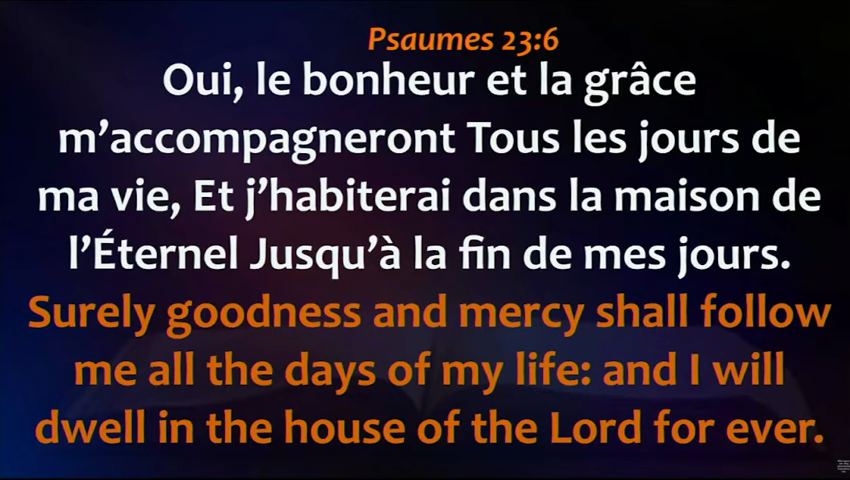 Psaumes 23:6
Oui, le bonheur et la grâce
m’accompagneront Tous les jours de
ma vie, Et j’habiterai dans la maison de
l’Éternel Jusqu’à la fin de mes jours.
Surely goodness and mercy shall follow
me all the days of my life: and I will
dwell in the house of the Lord for ever.